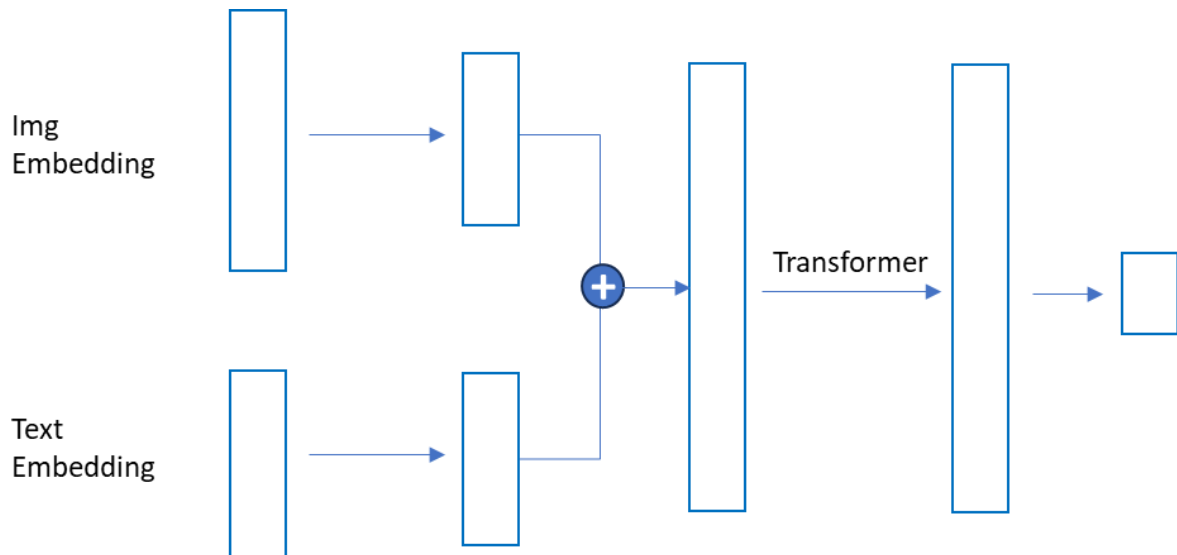 Img
Embedding
+
Transformer
Text
Embedding